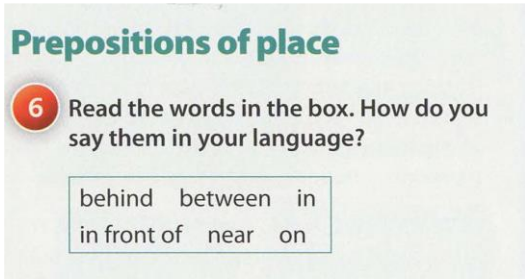 Prepositions of place
6 Read the words in the box. How do you
say them in your language?
behind between in
in front of near on